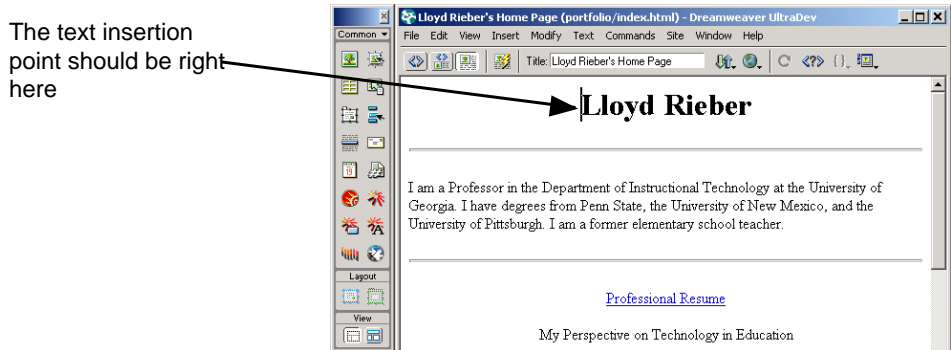 The text insertion
point should be right
here
Lloyd Rieber's Home Page (portfolio/index.html) - Dreamweaver UltraDev
Common
File Edit View Insert Modify Text Commands Site Window Help
Title: Lloyd Rieber's Home Page
Lloyd Rieber
I am a Professor in the Department of Instructional Technology at the University of
Georgia. I have degrees from Penn State, the University of New Mexico, and the
University of Pittsburgh. I am a former elementary school teacher.
Layout
Professional Resume
View
My Perspective on Technology in Education